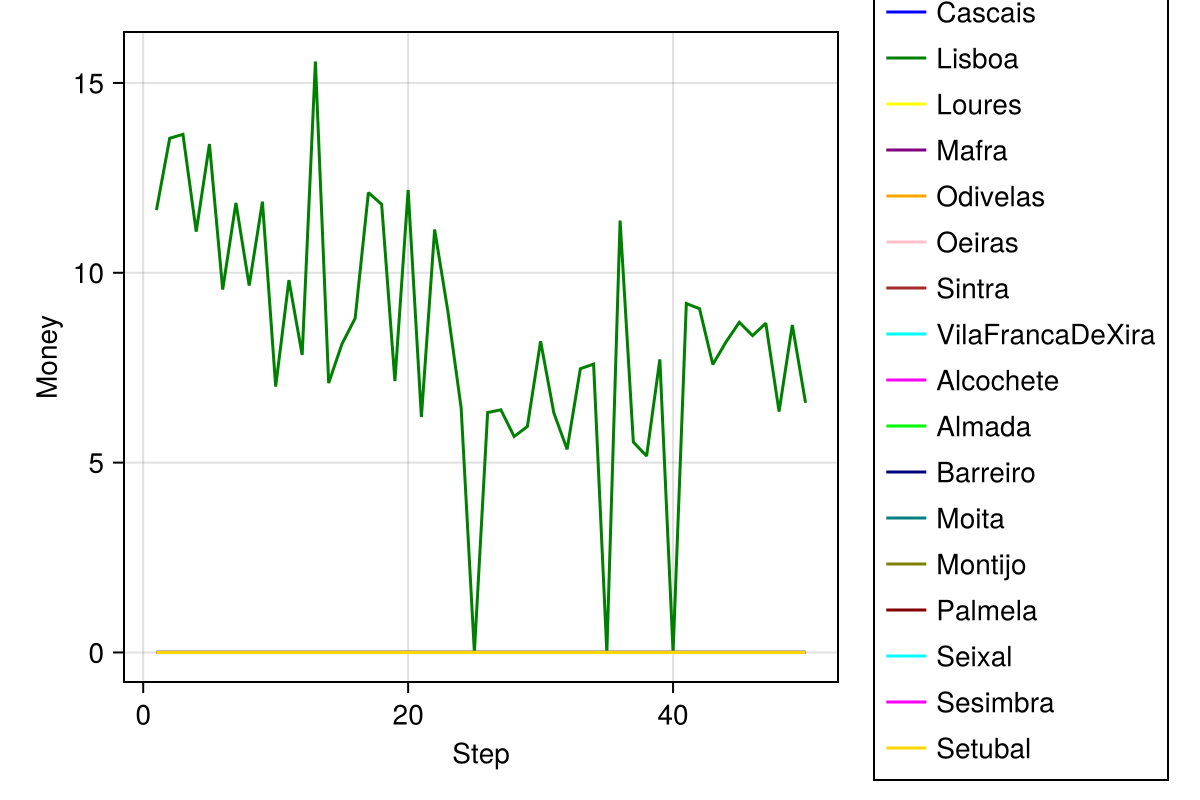 15
10
5
0
0
20
40
Money
Step
Cascais
Lisboa
Loures
Mafra
Odivelas
Oeiras
Sintra
VilaFrancaDeXira
Alcochete
Almada
Barreiro
Moita
Montijo
Palmela
Seixal
Sesimbra
Setubal